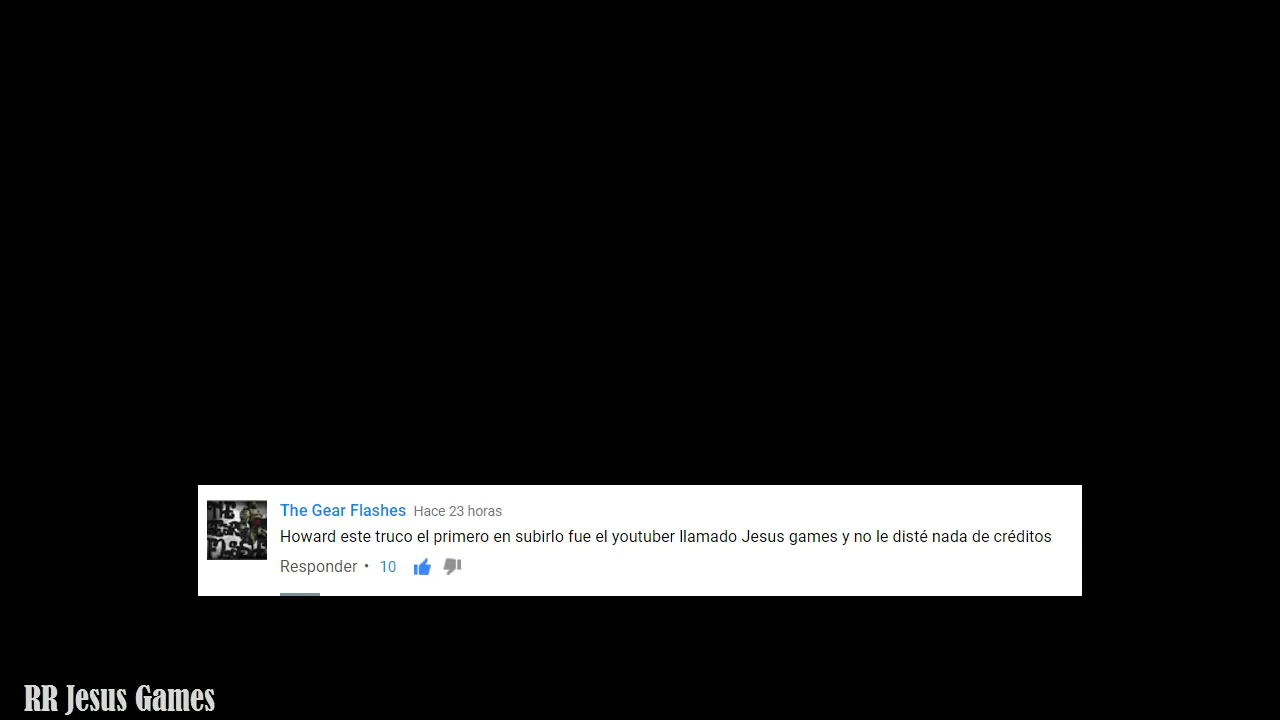 The Gear Flashes Hace 23 horas
Howard este truco el primero en subirlo fue el youtuber llamado Jesus games y no le disté nada de créditos
Responder • 10
RR Jesus Games